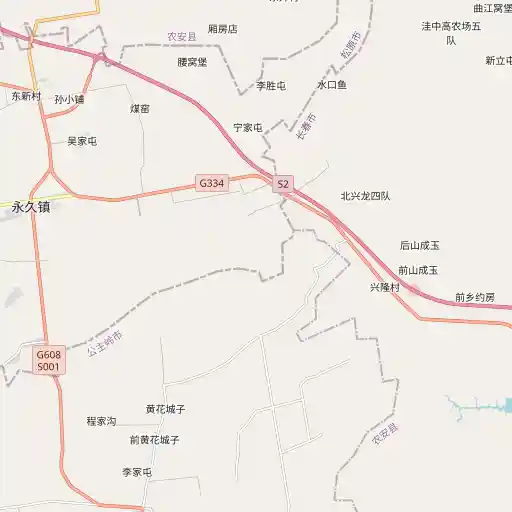 曲江窝堡
厢房店
洼中高农场五
队
农安县
松原市
腰窝堡
新立屯
李胜屯
水口鱼
东新村
孙小铺
煤窑
宁家屯
长春市
吴家屯
G334
S2
北兴龙四队
永久镇
后山成玉
前山成玉
兴隆村
前乡约房
公主岭市
G608
S001
黄花城子
程家沟
农安县
前黄花城子
李家屯